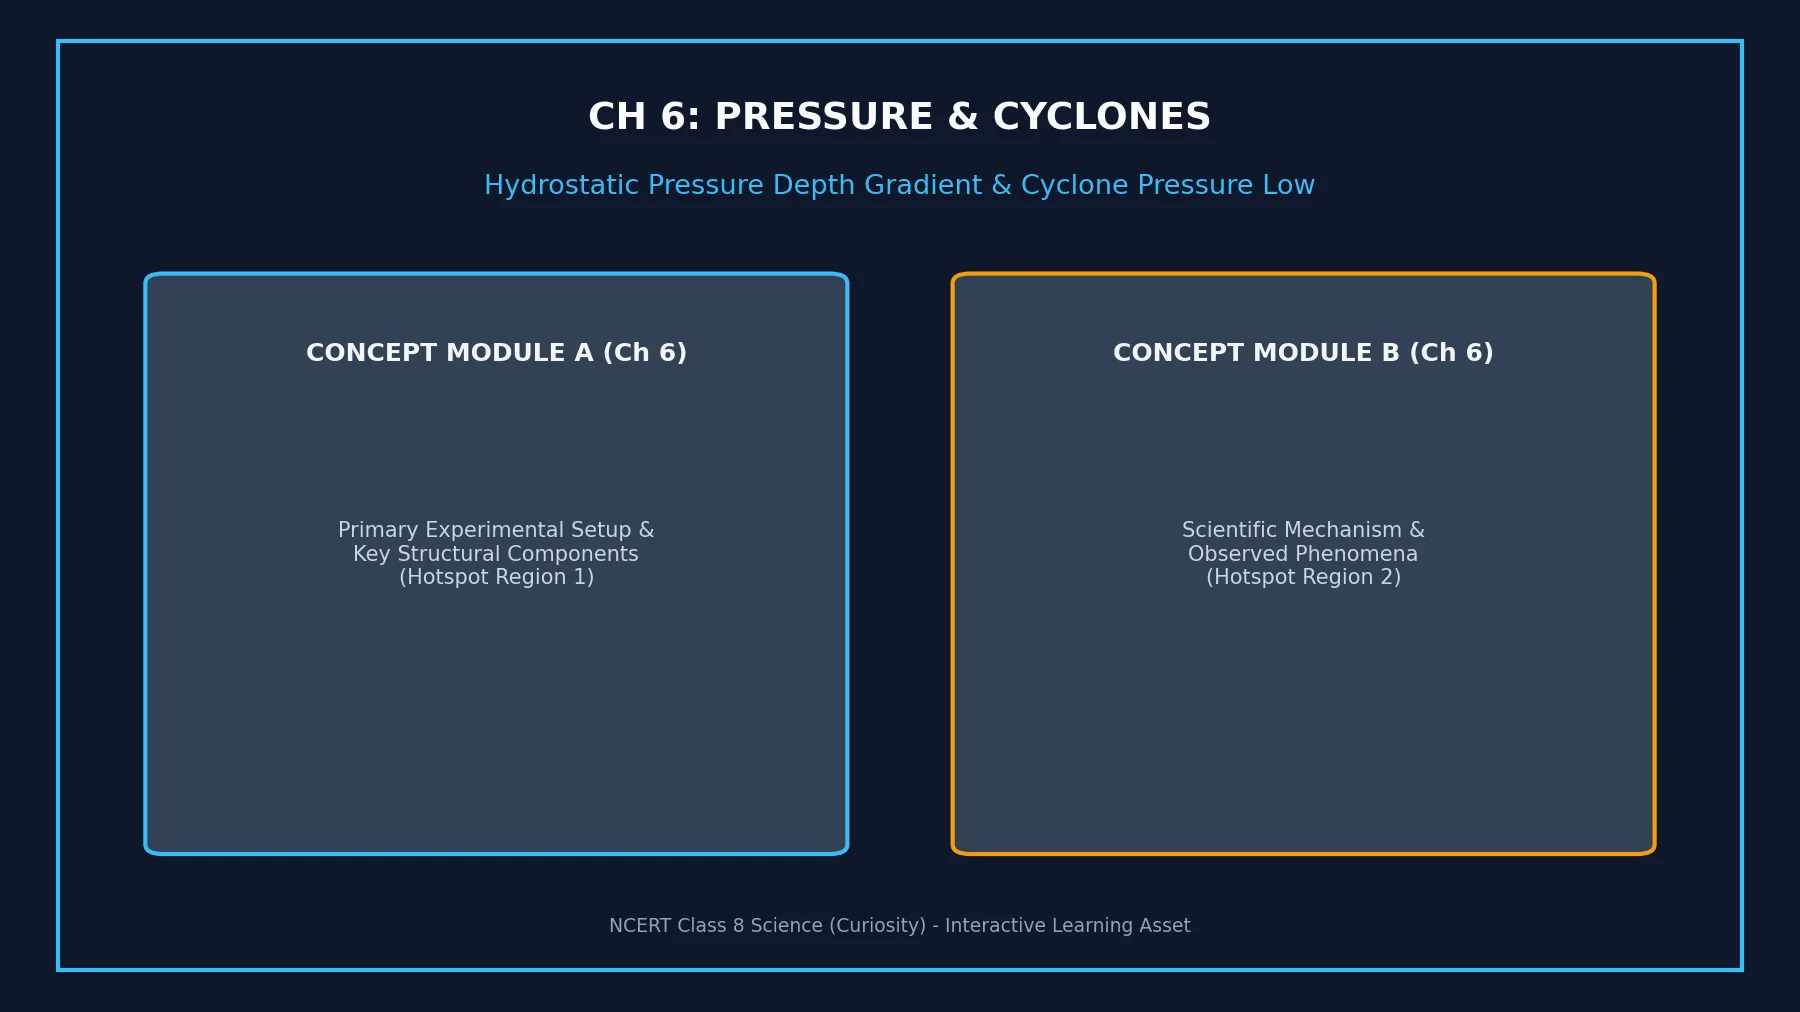 CH 6: PRESSURE & CYCLONES
Hydrostatic Pressure Depth Gradient & Cyclone Pressure Low
CONCEPT MODULE A (Ch 6)
Primary Experimental Setup &
Key Structural Components
(Hotspot Region 1)
CONCEPT MODULE B (Ch 6)
Scientific Mechanism &
Observed Phenomena
(Hotspot Region 2)
NCERT Class 8 Science (Curiosity) - Interactive Learning Asset